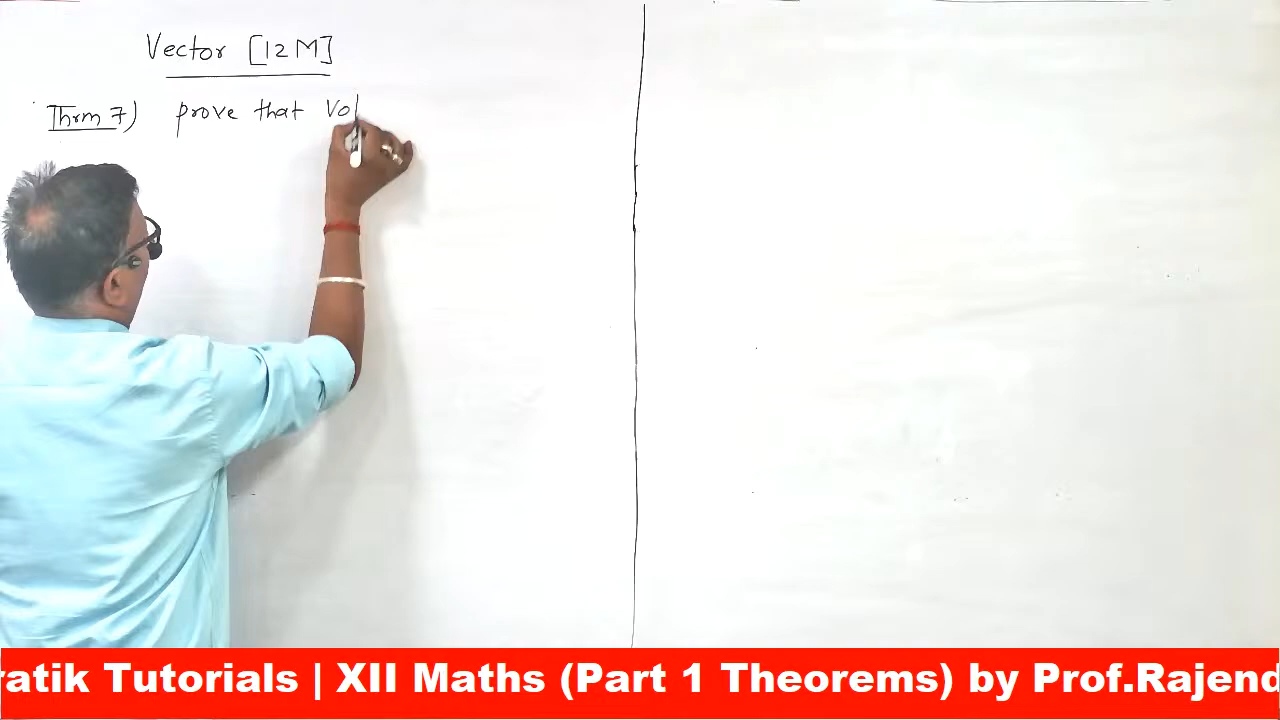 Vector [12M]
Thrm 7) prove that Vol
ratik Tutorials | XII Maths (Part 1 Theorems) by Prof.Rajend